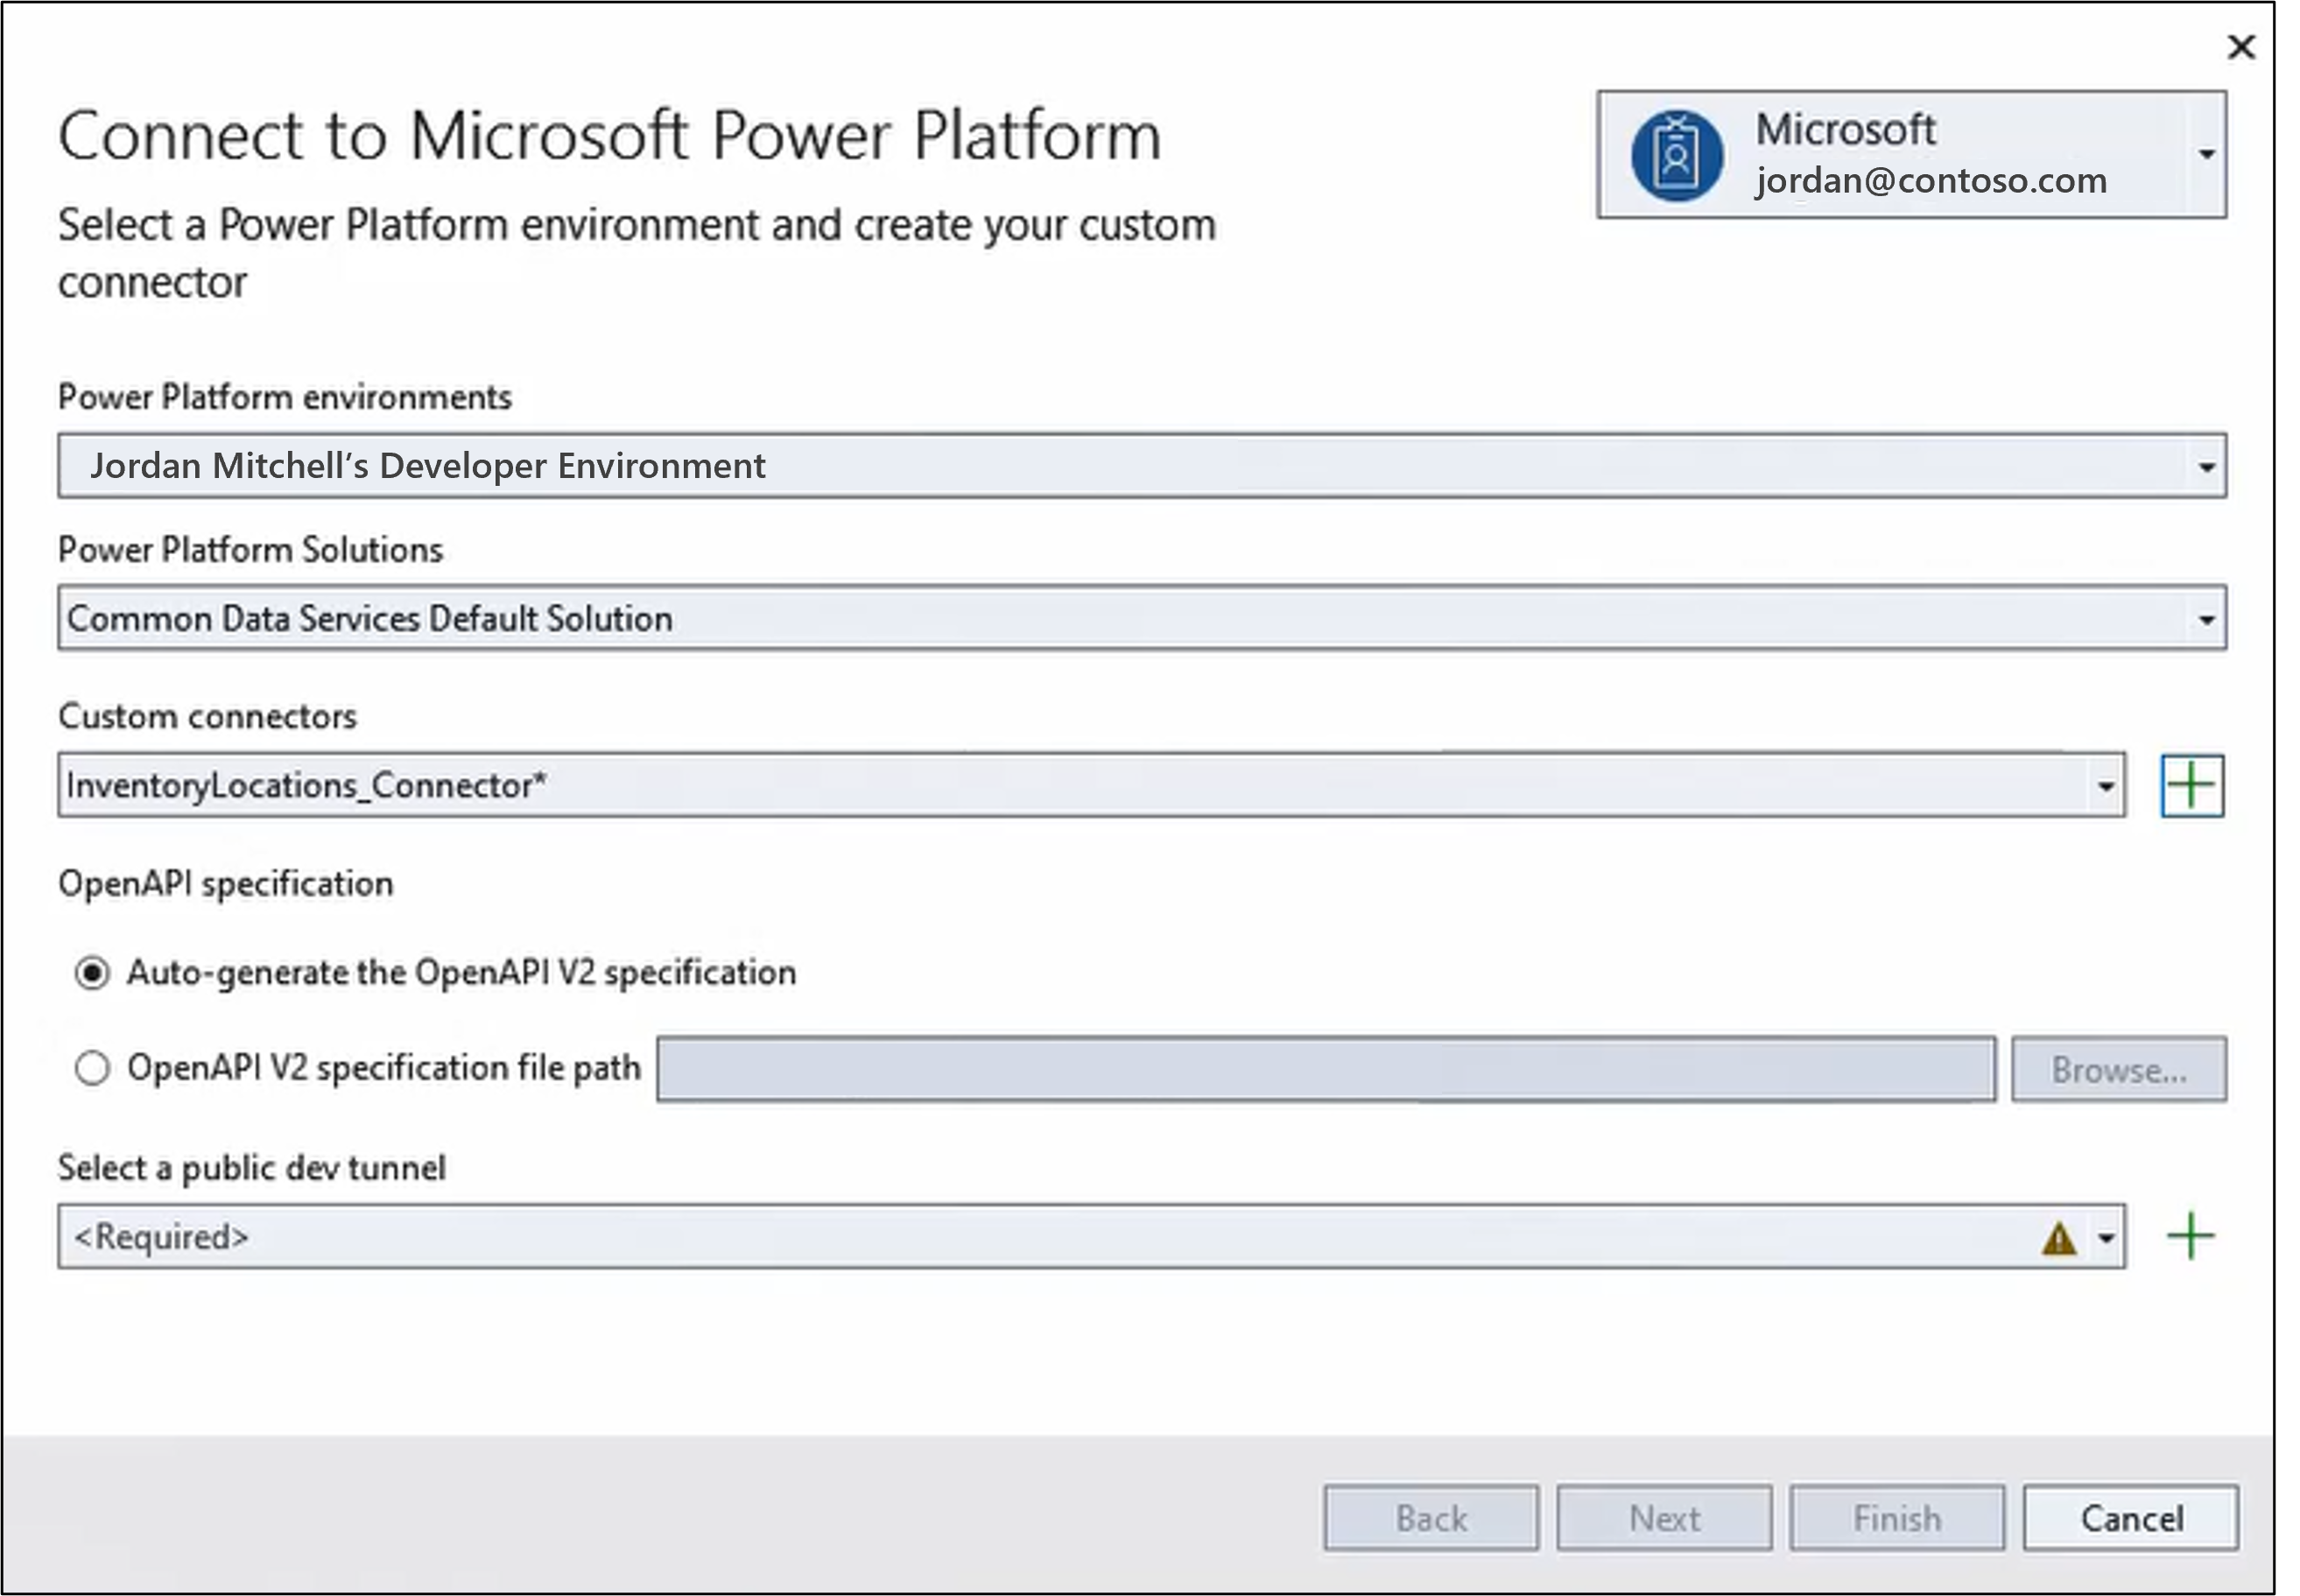 Connect to Microsoft Power Platform
Microsoft
jordan@contoso.com
Select a Power Platform environment and create your custom
connector
Power Platform environments
Jordan Mitchell’s Developer Environment
Power Platform Solutions
Common Data Services Default Solution
Custom connectors
InventoryLocations_Connector*
OpenAPI specification
Auto-generate the OpenAPI V2 specification
OpenAPI V2 specification file path
Browse...
Select a public dev tunnel
<Required>
Back
Next
Finish
Cancel